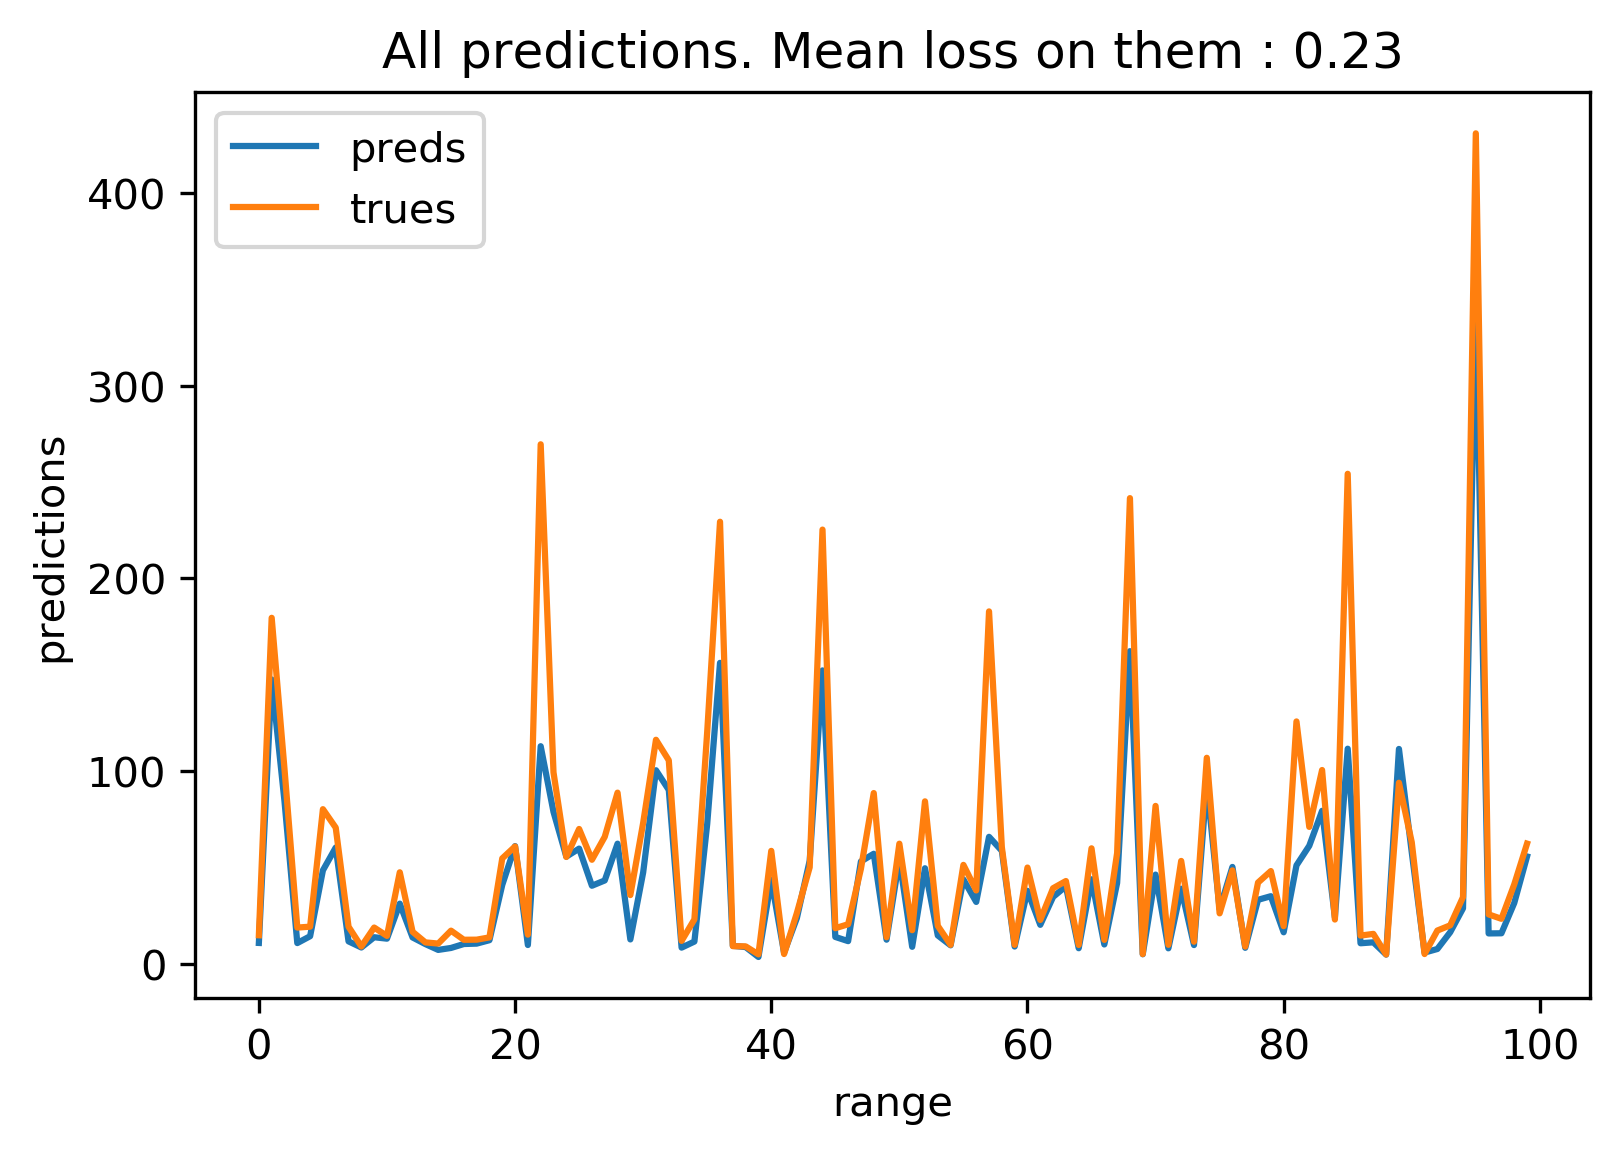 All predictions. Mean loss on them : 0.23
preds
trues
400
300
200
100
0
predictions
0 20 40 60 80 100
range